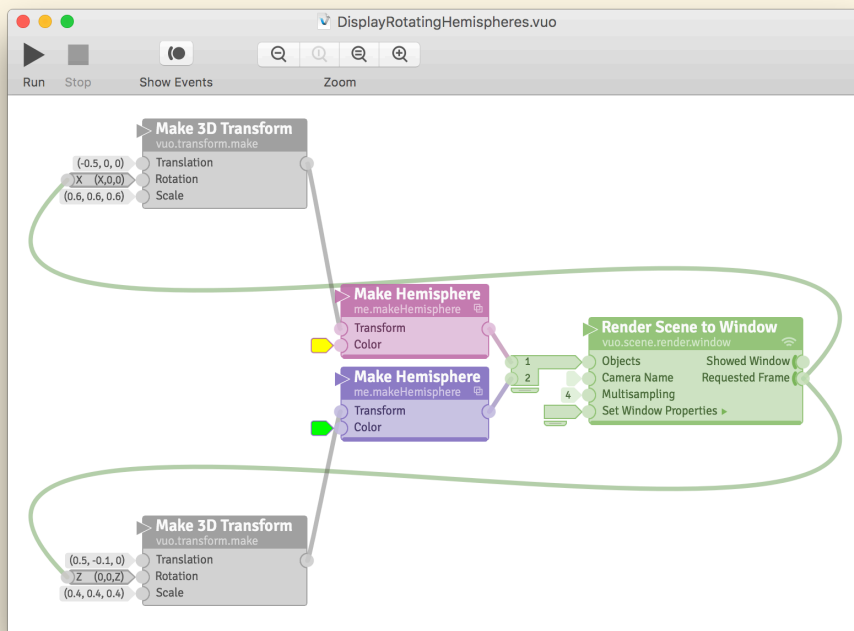 DisplayRotatingHemispheres.vuo
Run
Stop
Show Events
Zoom
Make 3D Transform
vuo.transform.make
(-0.5, 0, 0) Translation
X (X,0,0) Rotation
(0.6, 0.6, 0.6) Scale
Make Hemisphere
me.makeHemisphere
Transform
Color
Make Hemisphere
me.makeHemisphere
Transform
Color
1
2
Render Scene to Window
vuo.scene.render.window
Objects Showed Window
Camera Name Requested Frame
4 Multisampling
Set Window Properties ▸
Make 3D Transform
vuo.transform.make
(0.5, -0.1, 0) Translation
Z (0,0,Z) Rotation
(0.4, 0.4, 0.4) Scale